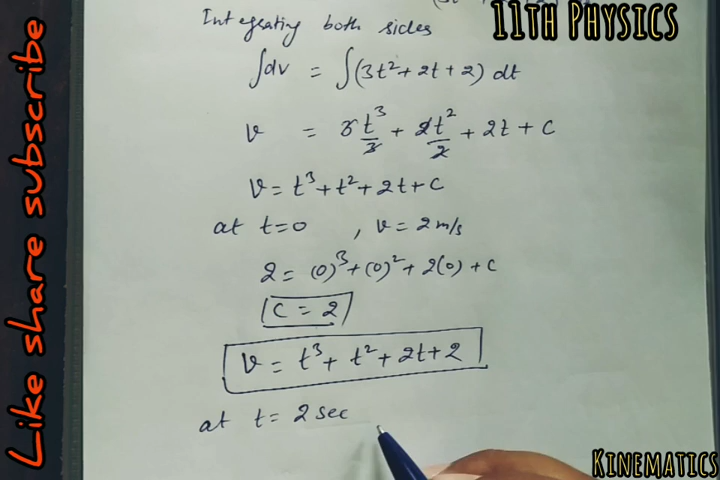 11th Physics
Like share subscribe
Integrating both sides
∫dv = ∫(3t²+2t+2) dt
v = 3t³/3 + 2t²/2 + 2t + C
v = t³+t²+2t+C
at t=0 , v=2 m/s
2 = (0)³+(0)²+2(0)+C
C = 2
v = t³+t²+2t+2
at t = 2 sec
Kinematics